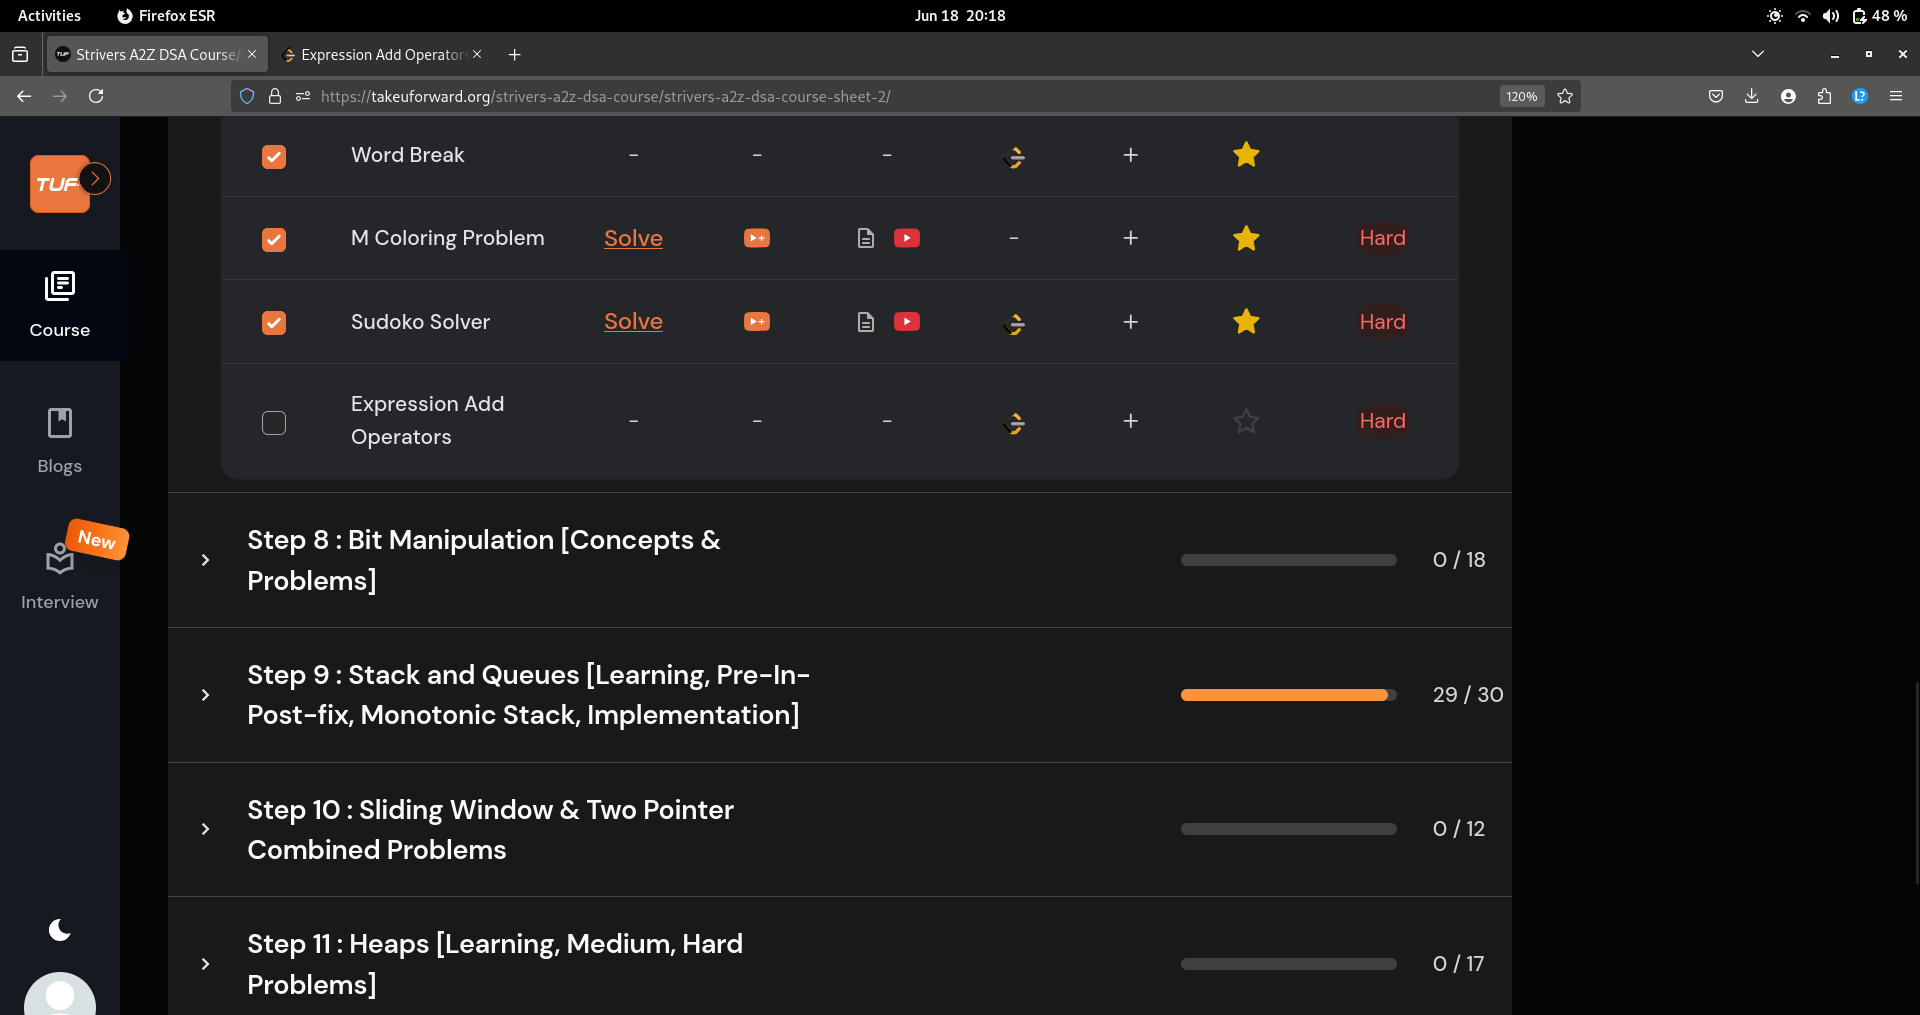 Activities
Firefox ESR
Jun 18 20:18
48 %
Strivers A2Z DSA Course/
Expression Add Operators
https://takeuforward.org/strivers-a2z-dsa-course/strivers-a2z-dsa-course-sheet-2/
120%
L?
TUF
Course
Blogs
New
Interview
Word Break - - - +
M Coloring Problem Solve - + Hard
Sudoko Solver Solve + Hard
Expression Add
Operators - - - + Hard
Step 8 : Bit Manipulation [Concepts &
Problems]
0 / 18
Step 9 : Stack and Queues [Learning, Pre-In-
Post-fix, Monotonic Stack, Implementation]
29 / 30
Step 10 : Sliding Window & Two Pointer
Combined Problems
0 / 12
Step 11 : Heaps [Learning, Medium, Hard
Problems]
0 / 17